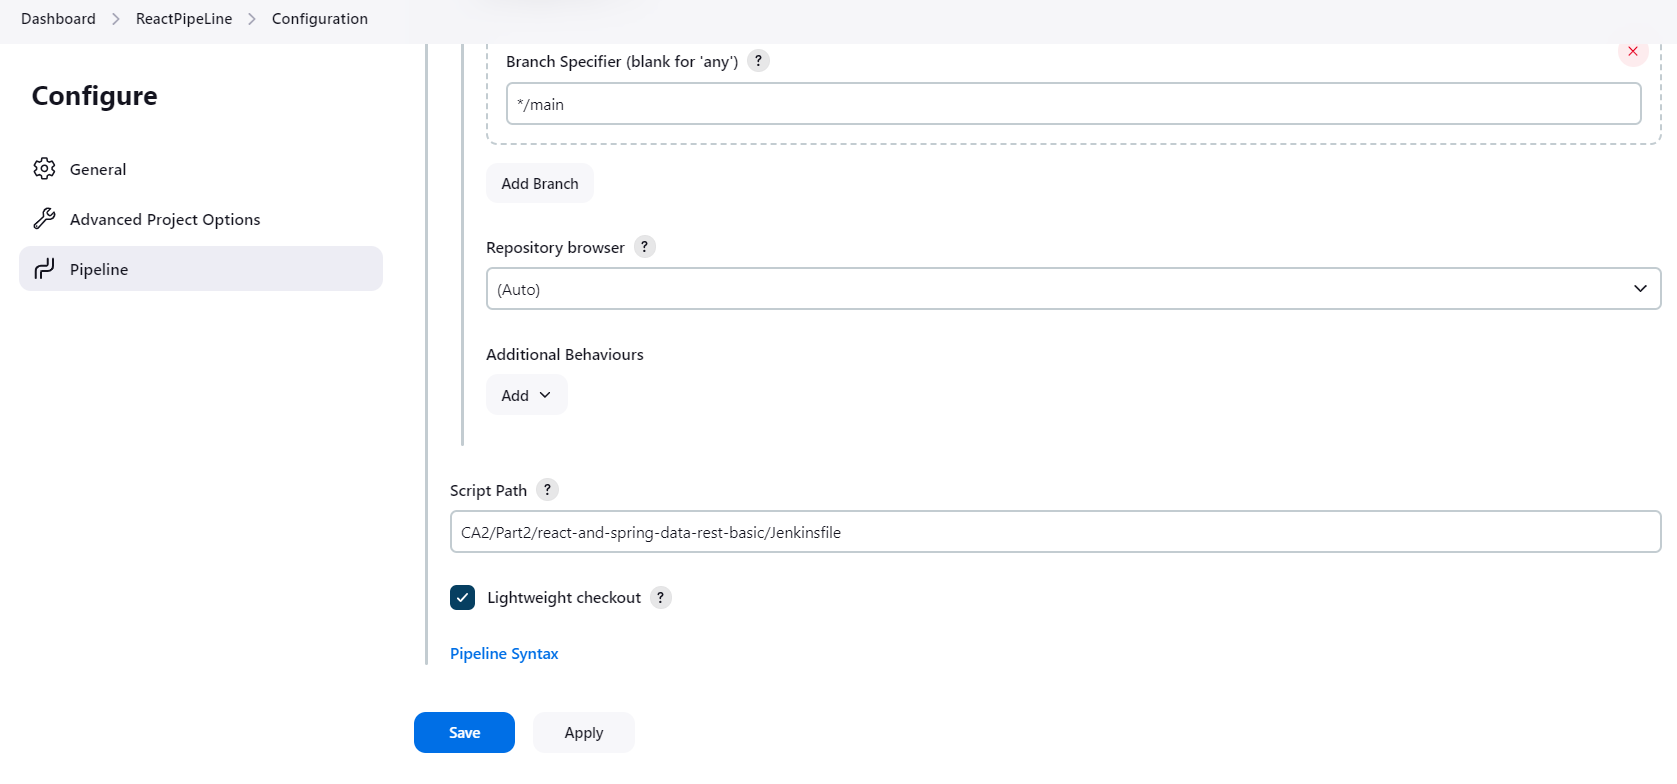 Dashboard > ReactPipeLine > Configuration
Configure
General
Advanced Project Options
Pipeline
Branch Specifier (blank for 'any') ?
*/main
Add Branch
Repository browser ?
(Auto)
Additional Behaviours
Add
Script Path ?
CA2/Part2/react-and-spring-data-rest-basic/Jenkinsfile
Lightweight checkout ?
Pipeline Syntax
Save
Apply